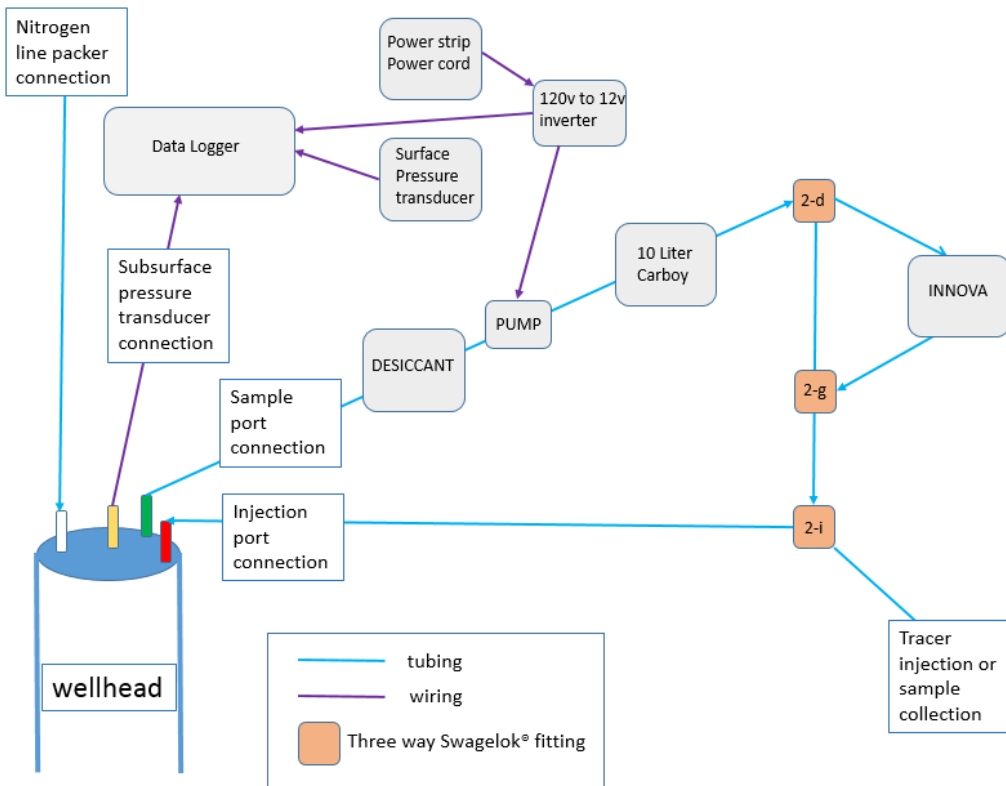 Nitrogen
line packer
connection
Power strip
Power cord
120v to 12v
inverter
Data Logger
Surface
Pressure
transducer
2-d
10 Liter
Carboy
INNOVA
Subsurface
pressure
transducer
connection
PUMP
DESICCANT
2-g
Sample
port
connection
Injection
port
connection
2-i
Tracer
injection or
sample
collection
wellhead
tubing
wiring
Three way Swagelok® fitting